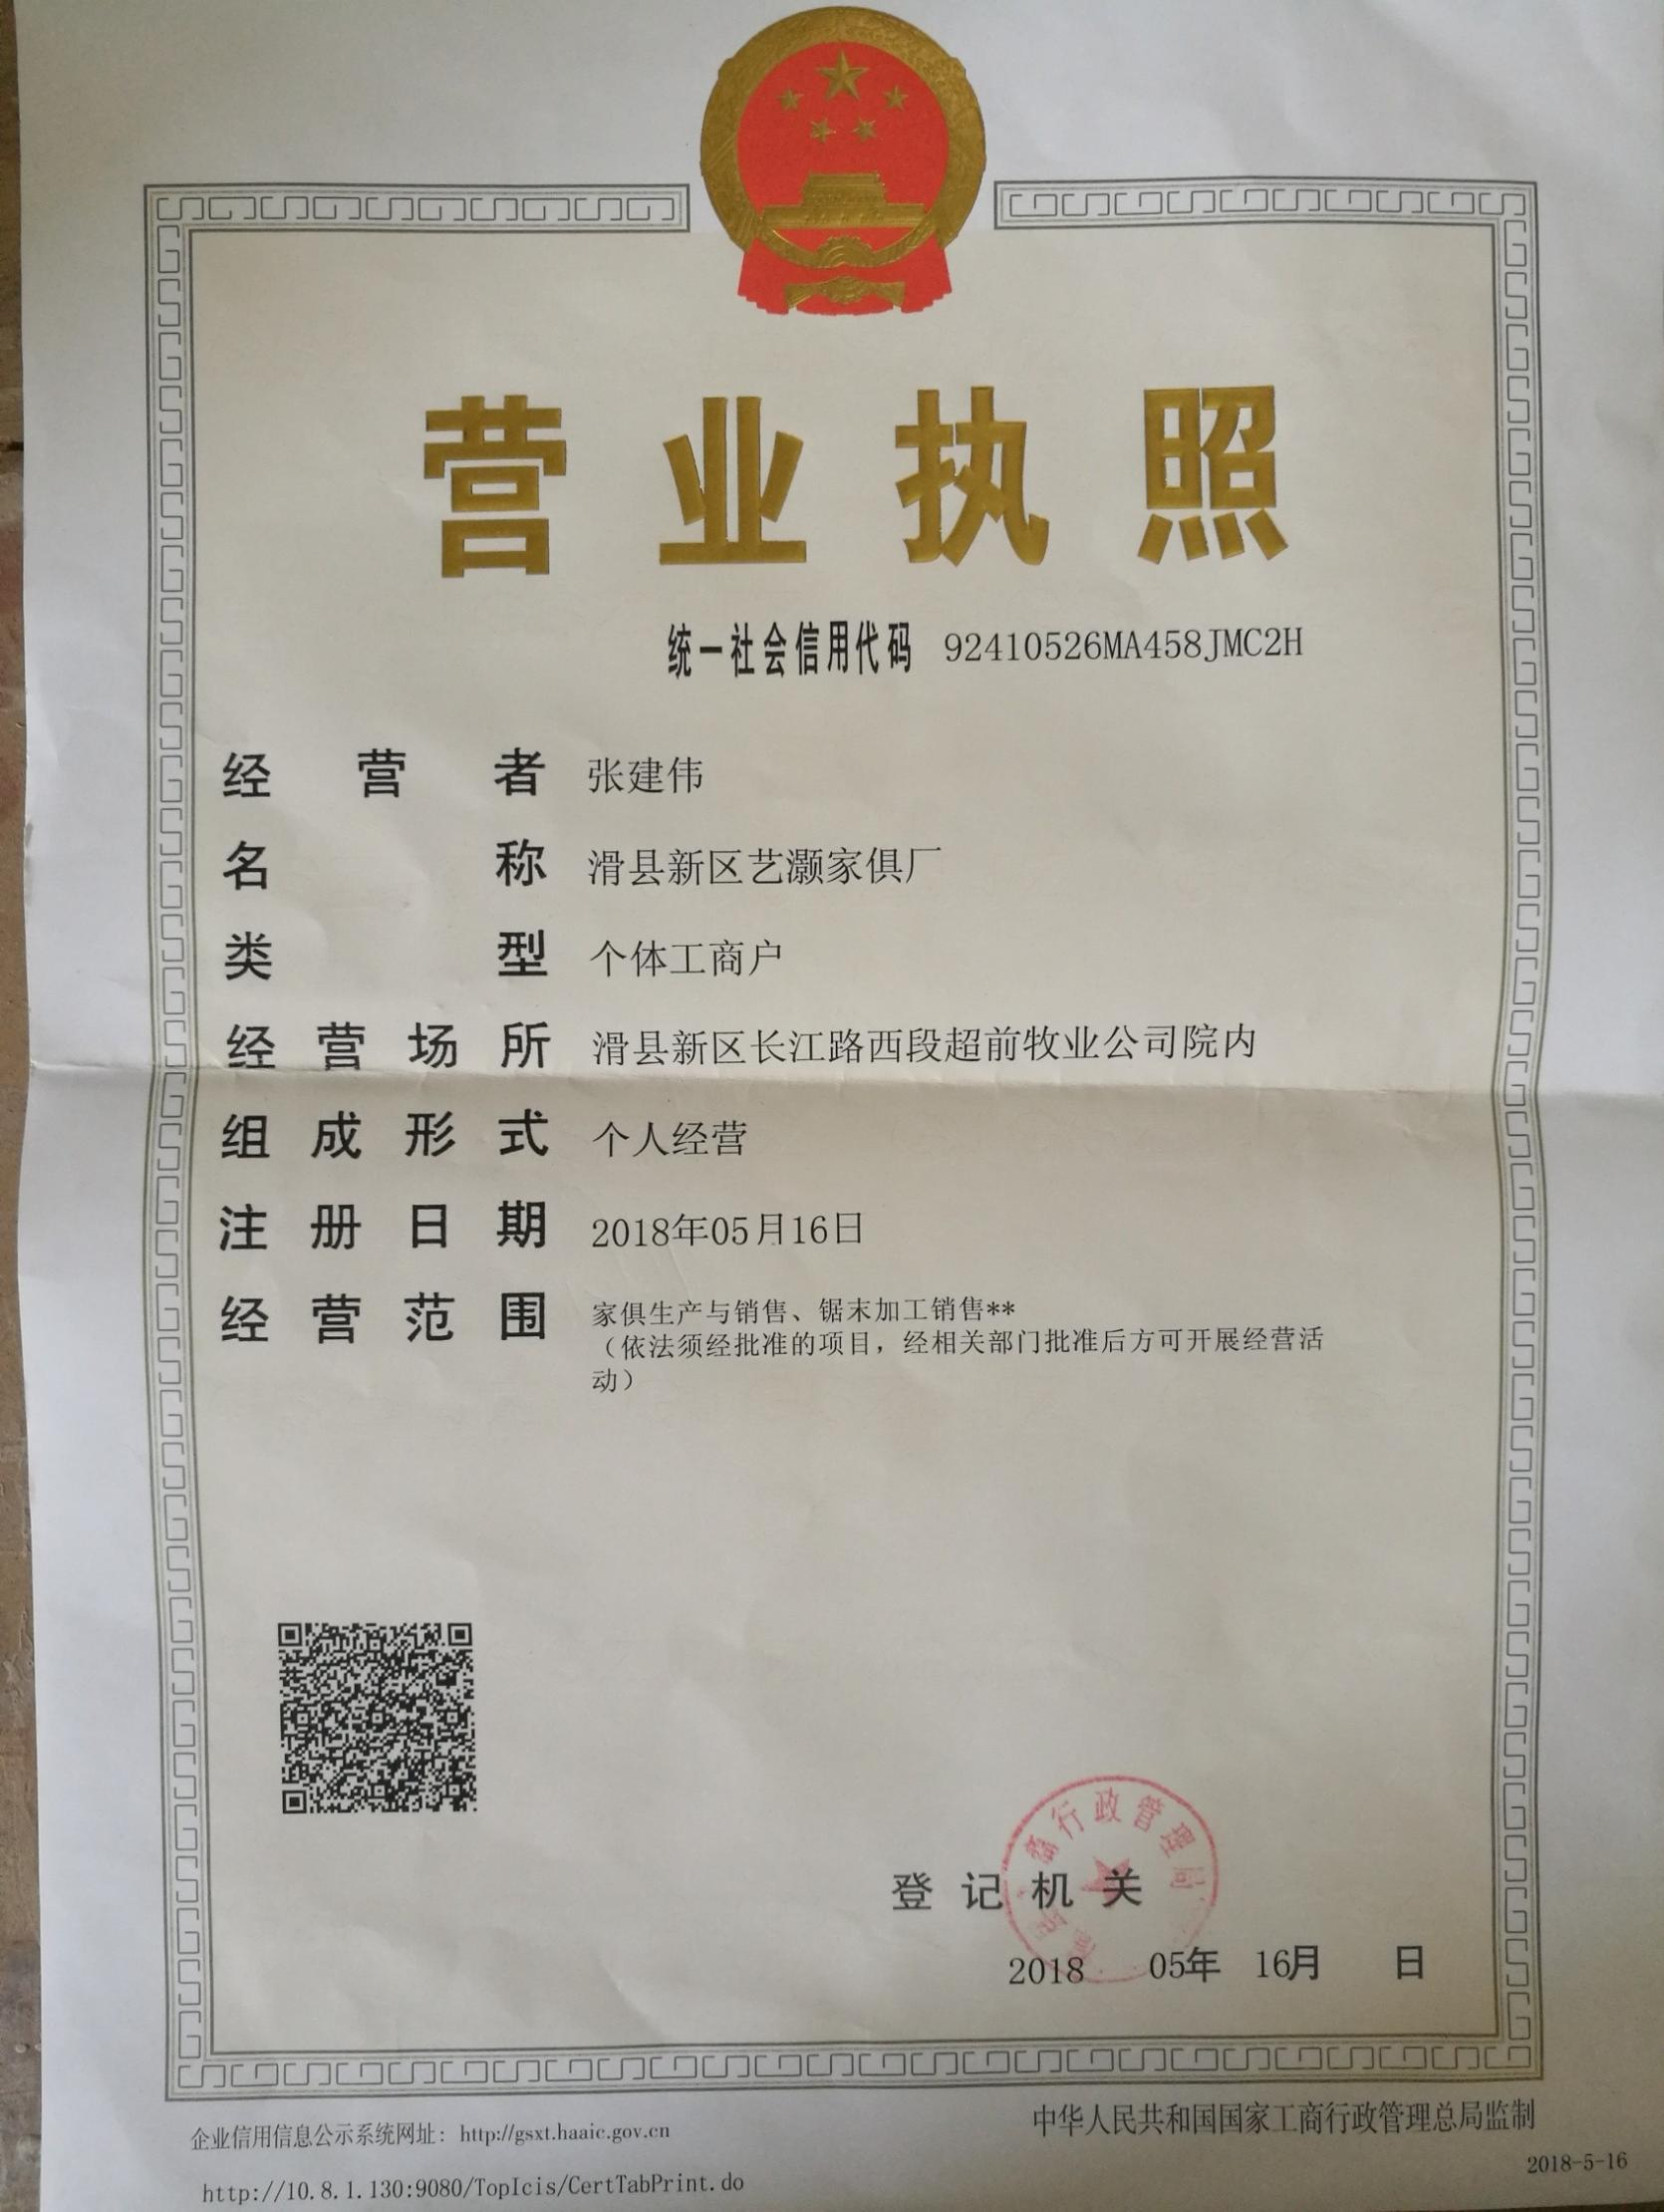 营业执照
统一社会信用代码 92410526MA458JMC2H
经营者 张建伟
名称 滑县新区艺灏家俱厂
类型 个体工商户
经营场所 滑县新区长江路西段超前牧业公司院内
组成形式 个人经营
注册日期 2018年05月16日
经营范围 家俱生产与销售、锯末加工销售**
（依法须经批准的项目，经相关部门批准后方可开展经营活
动）
行政管理局
登记机关
2018 05年 16月 日
企业信用信息公示系统网址：http://gsxt.haaic.gov.cn
中华人民共和国国家工商行政管理总局监制
2018-5-16
http://10.8.1.130:9080/TopIcis/CertTabPrint.do